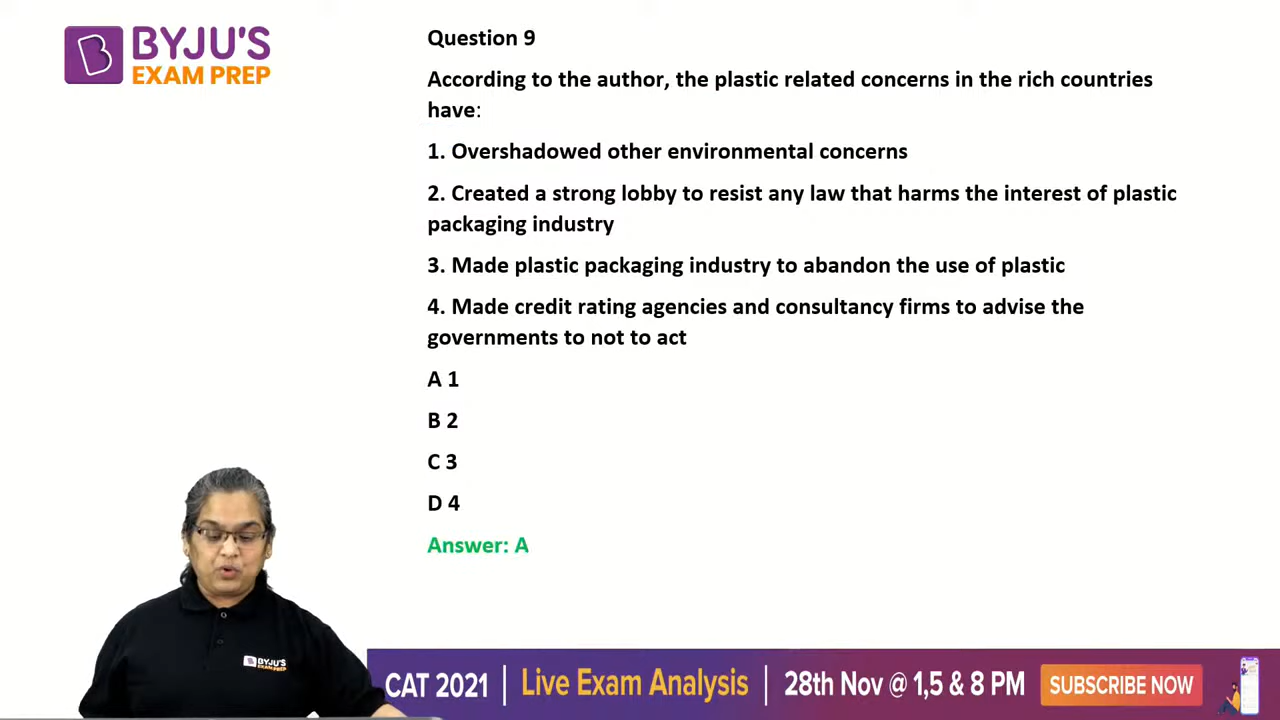 BYJU'S
EXAM PREP
Question 9
According to the author, the plastic related concerns in the rich countries
have:
1. Overshadowed other environmental concerns
2. Created a strong lobby to resist any law that harms the interest of plastic
packaging industry
3. Made plastic packaging industry to abandon the use of plastic
4. Made credit rating agencies and consultancy firms to advise the
governments to not to act
A 1
B 2
C 3
D 4
Answer: A
BYJU'S
EXAM PREP
CAT 2021 | Live Exam Analysis | 28th Nov @ 1,5 & 8 PM SUBSCRIBE NOW